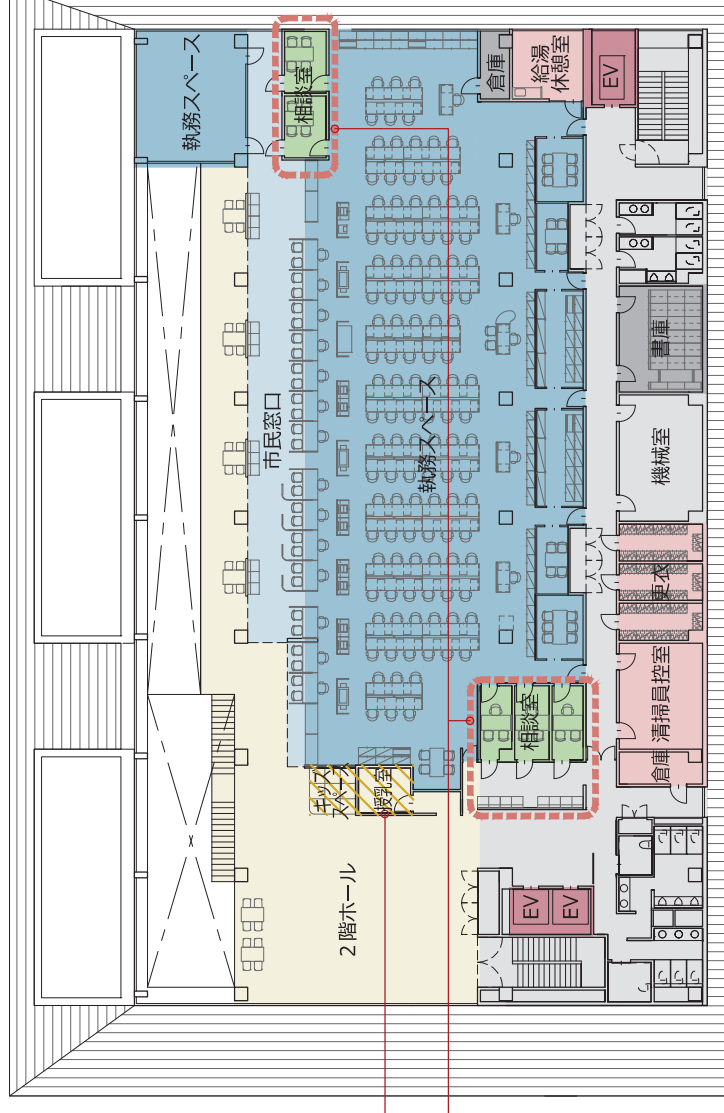 執務スペース
相談室
倉庫
給湯
休憩室
EV
市民窓口
執務スペース
書庫
機械室
更衣
清掃員控室
倉庫
相談室
キッズ
スペース
授乳室
2階ホール
EV
EV